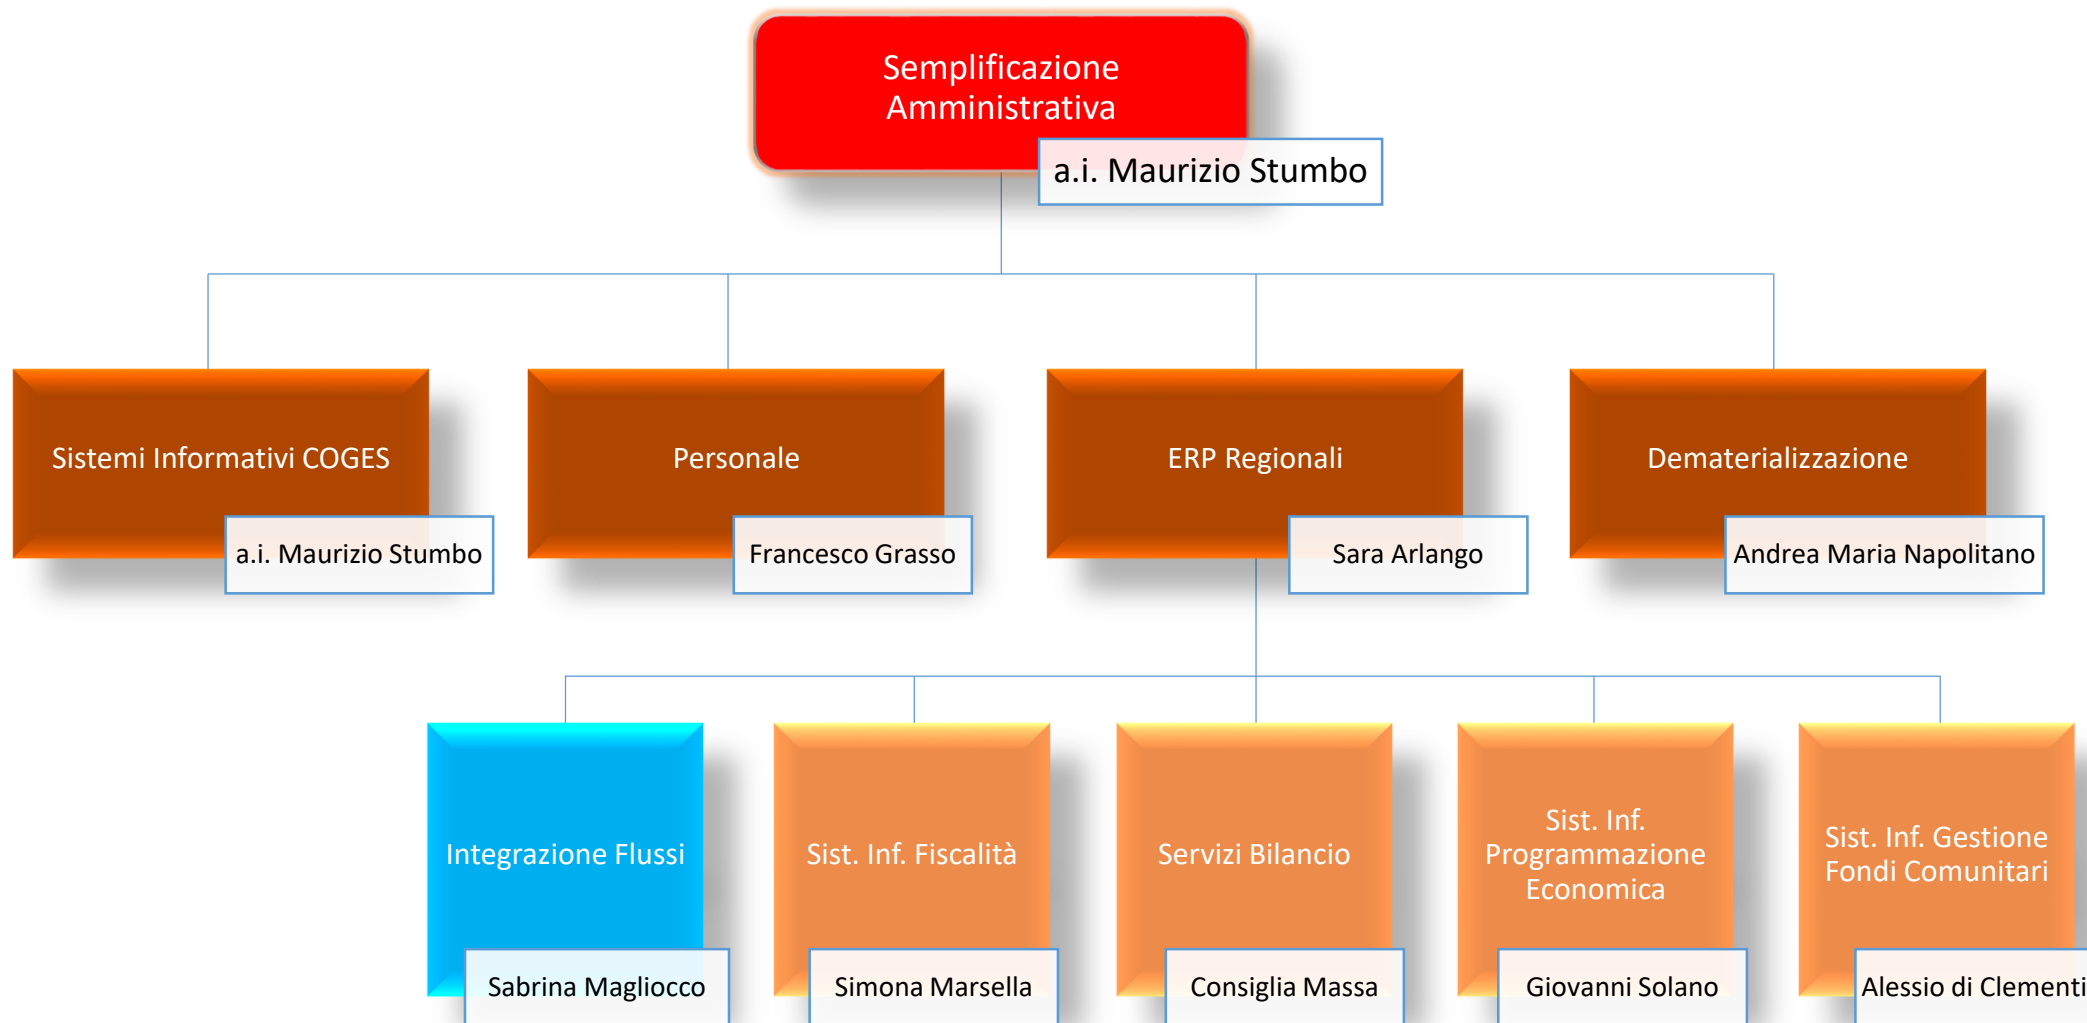 Semplificazione
Amministrativa
a.i. Maurizio Stumbo
Sistemi Informativi COGES
a.i. Maurizio Stumbo
Personale
Francesco Grasso
ERP Regionali
Sara Arlango
Dematerializzazione
Andrea Maria Napolitano
Integrazione Flussi
Sabrina Magliocco
Sist. Inf. Fiscalità
Simona Marsella
Servizi Bilancio
Consiglia Massa
Sist. Inf.
Programmazione
Economica
Giovanni Solano
Sist. Inf. Gestione
Fondi Comunitari
Alessio di Clementi